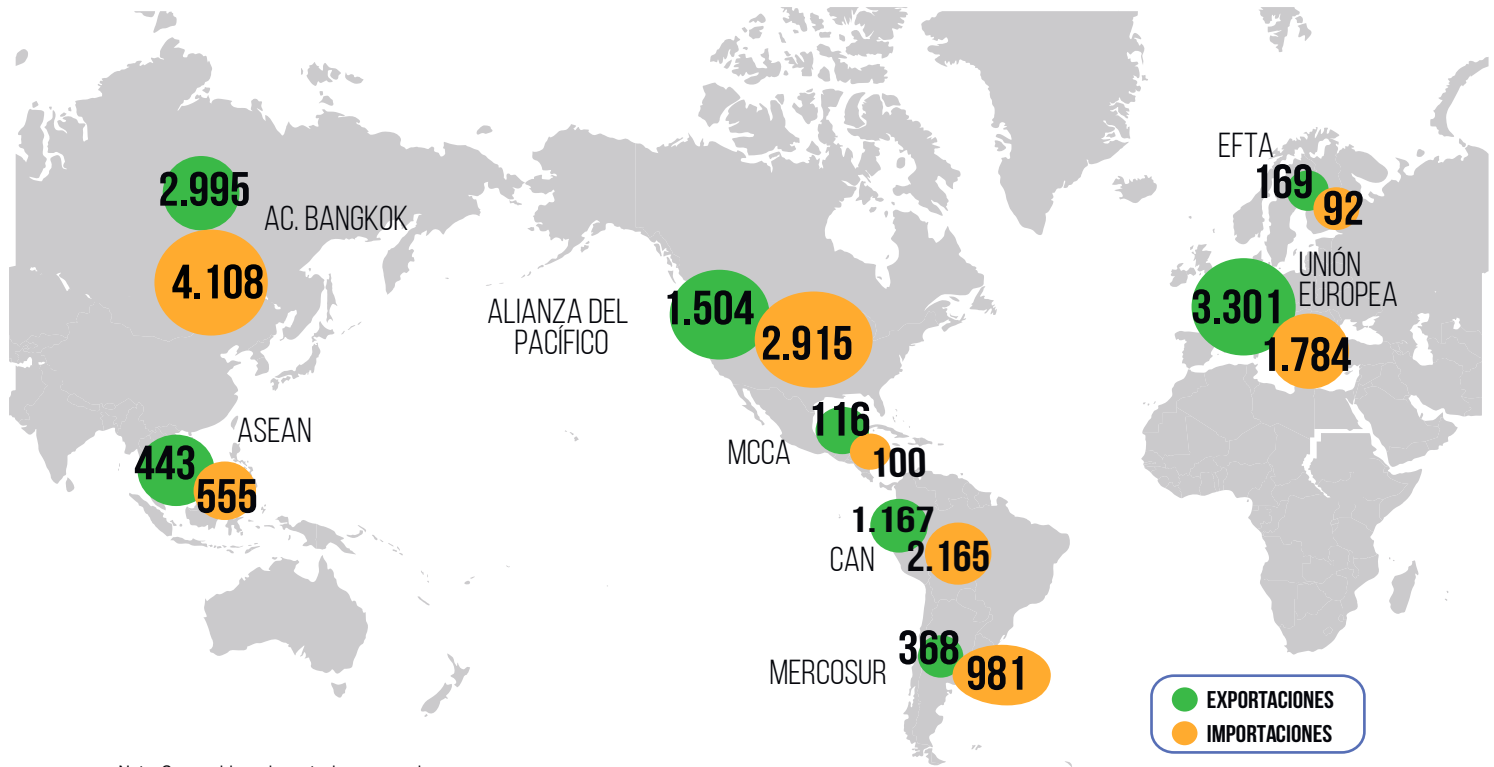 EFTA
169
92
2.995
AC. BANGKOK
4.108
UNIÓN
EUROPEA
3.301
1.784
ALIANZA DEL
PACÍFICO
1.504
2.915
ASEAN
443
555
116
MCCA
100
1.167
CAN
2.165
368
MERCOSUR
981
EXPORTACIONES
IMPORTACIONES